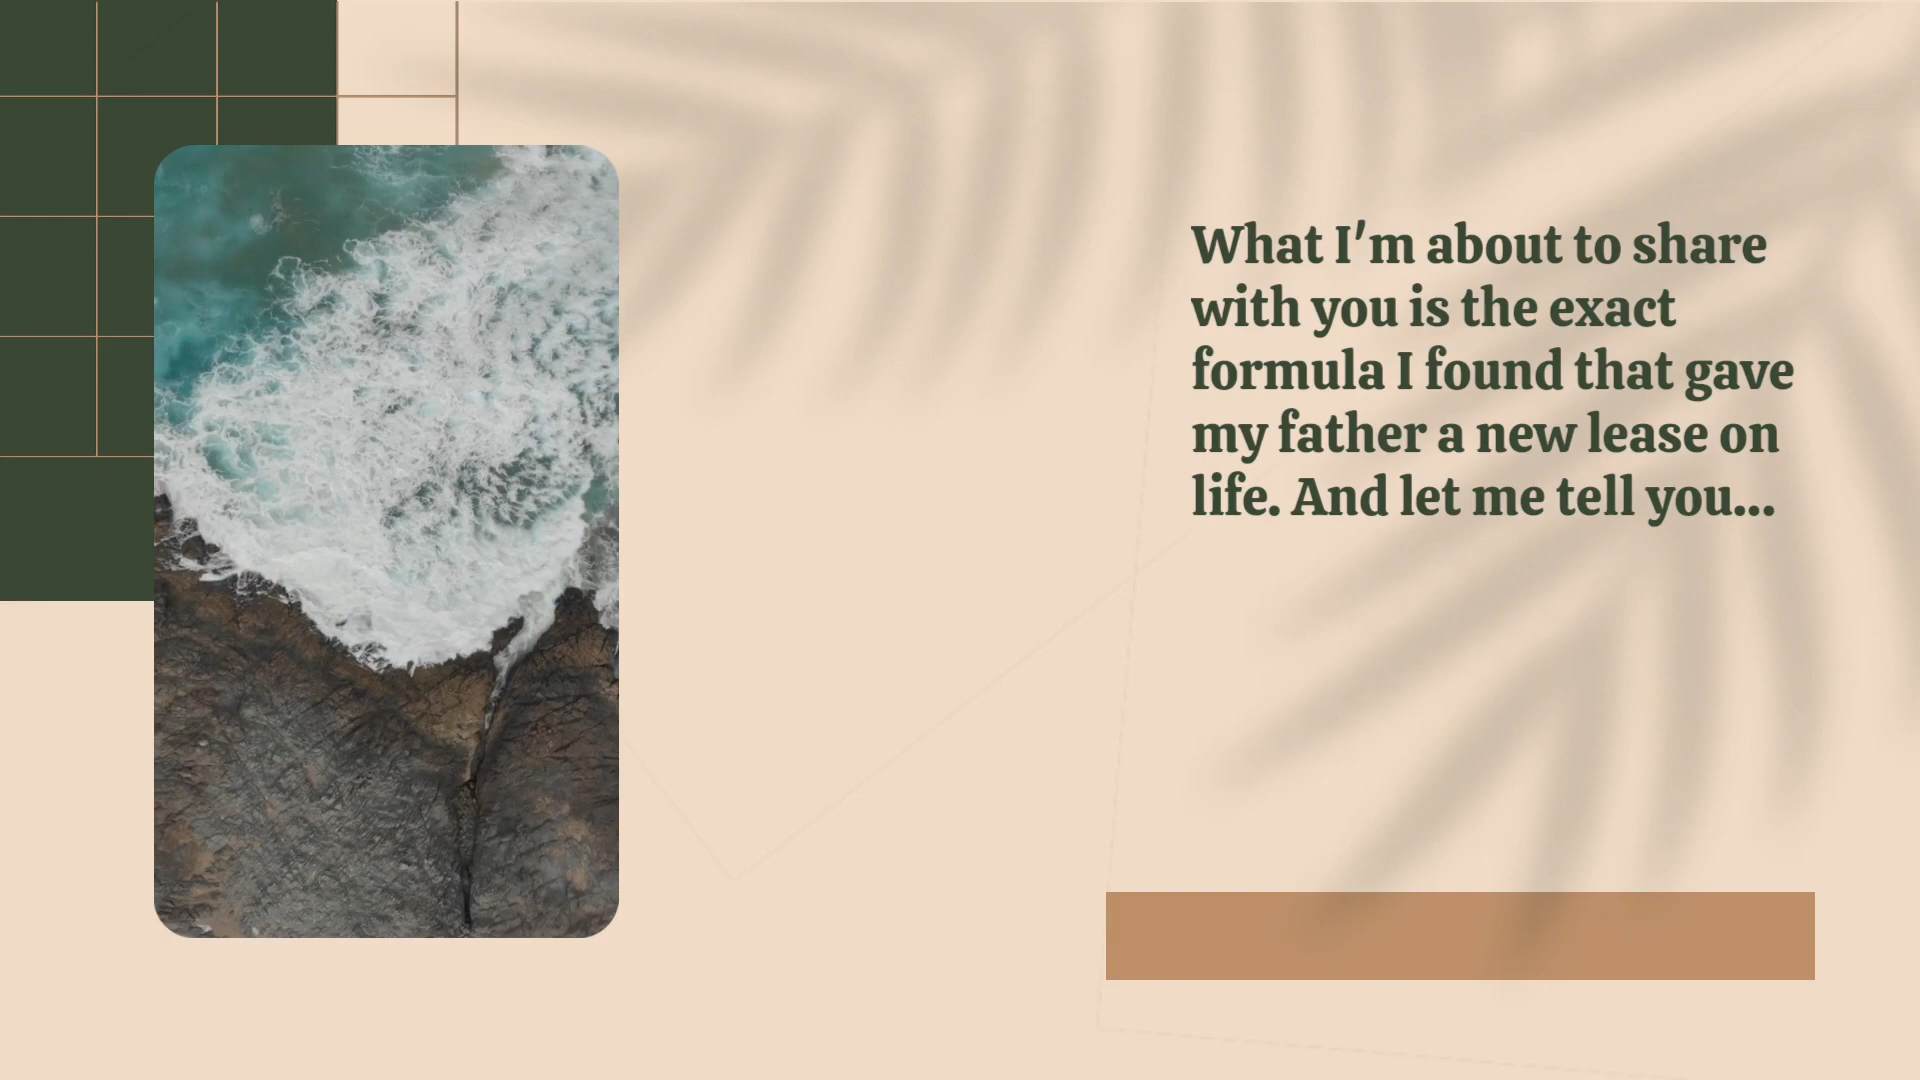 What I'm about to share
with you is the exact
formula I found that gave
my father a new lease on
life. And let me tell you...